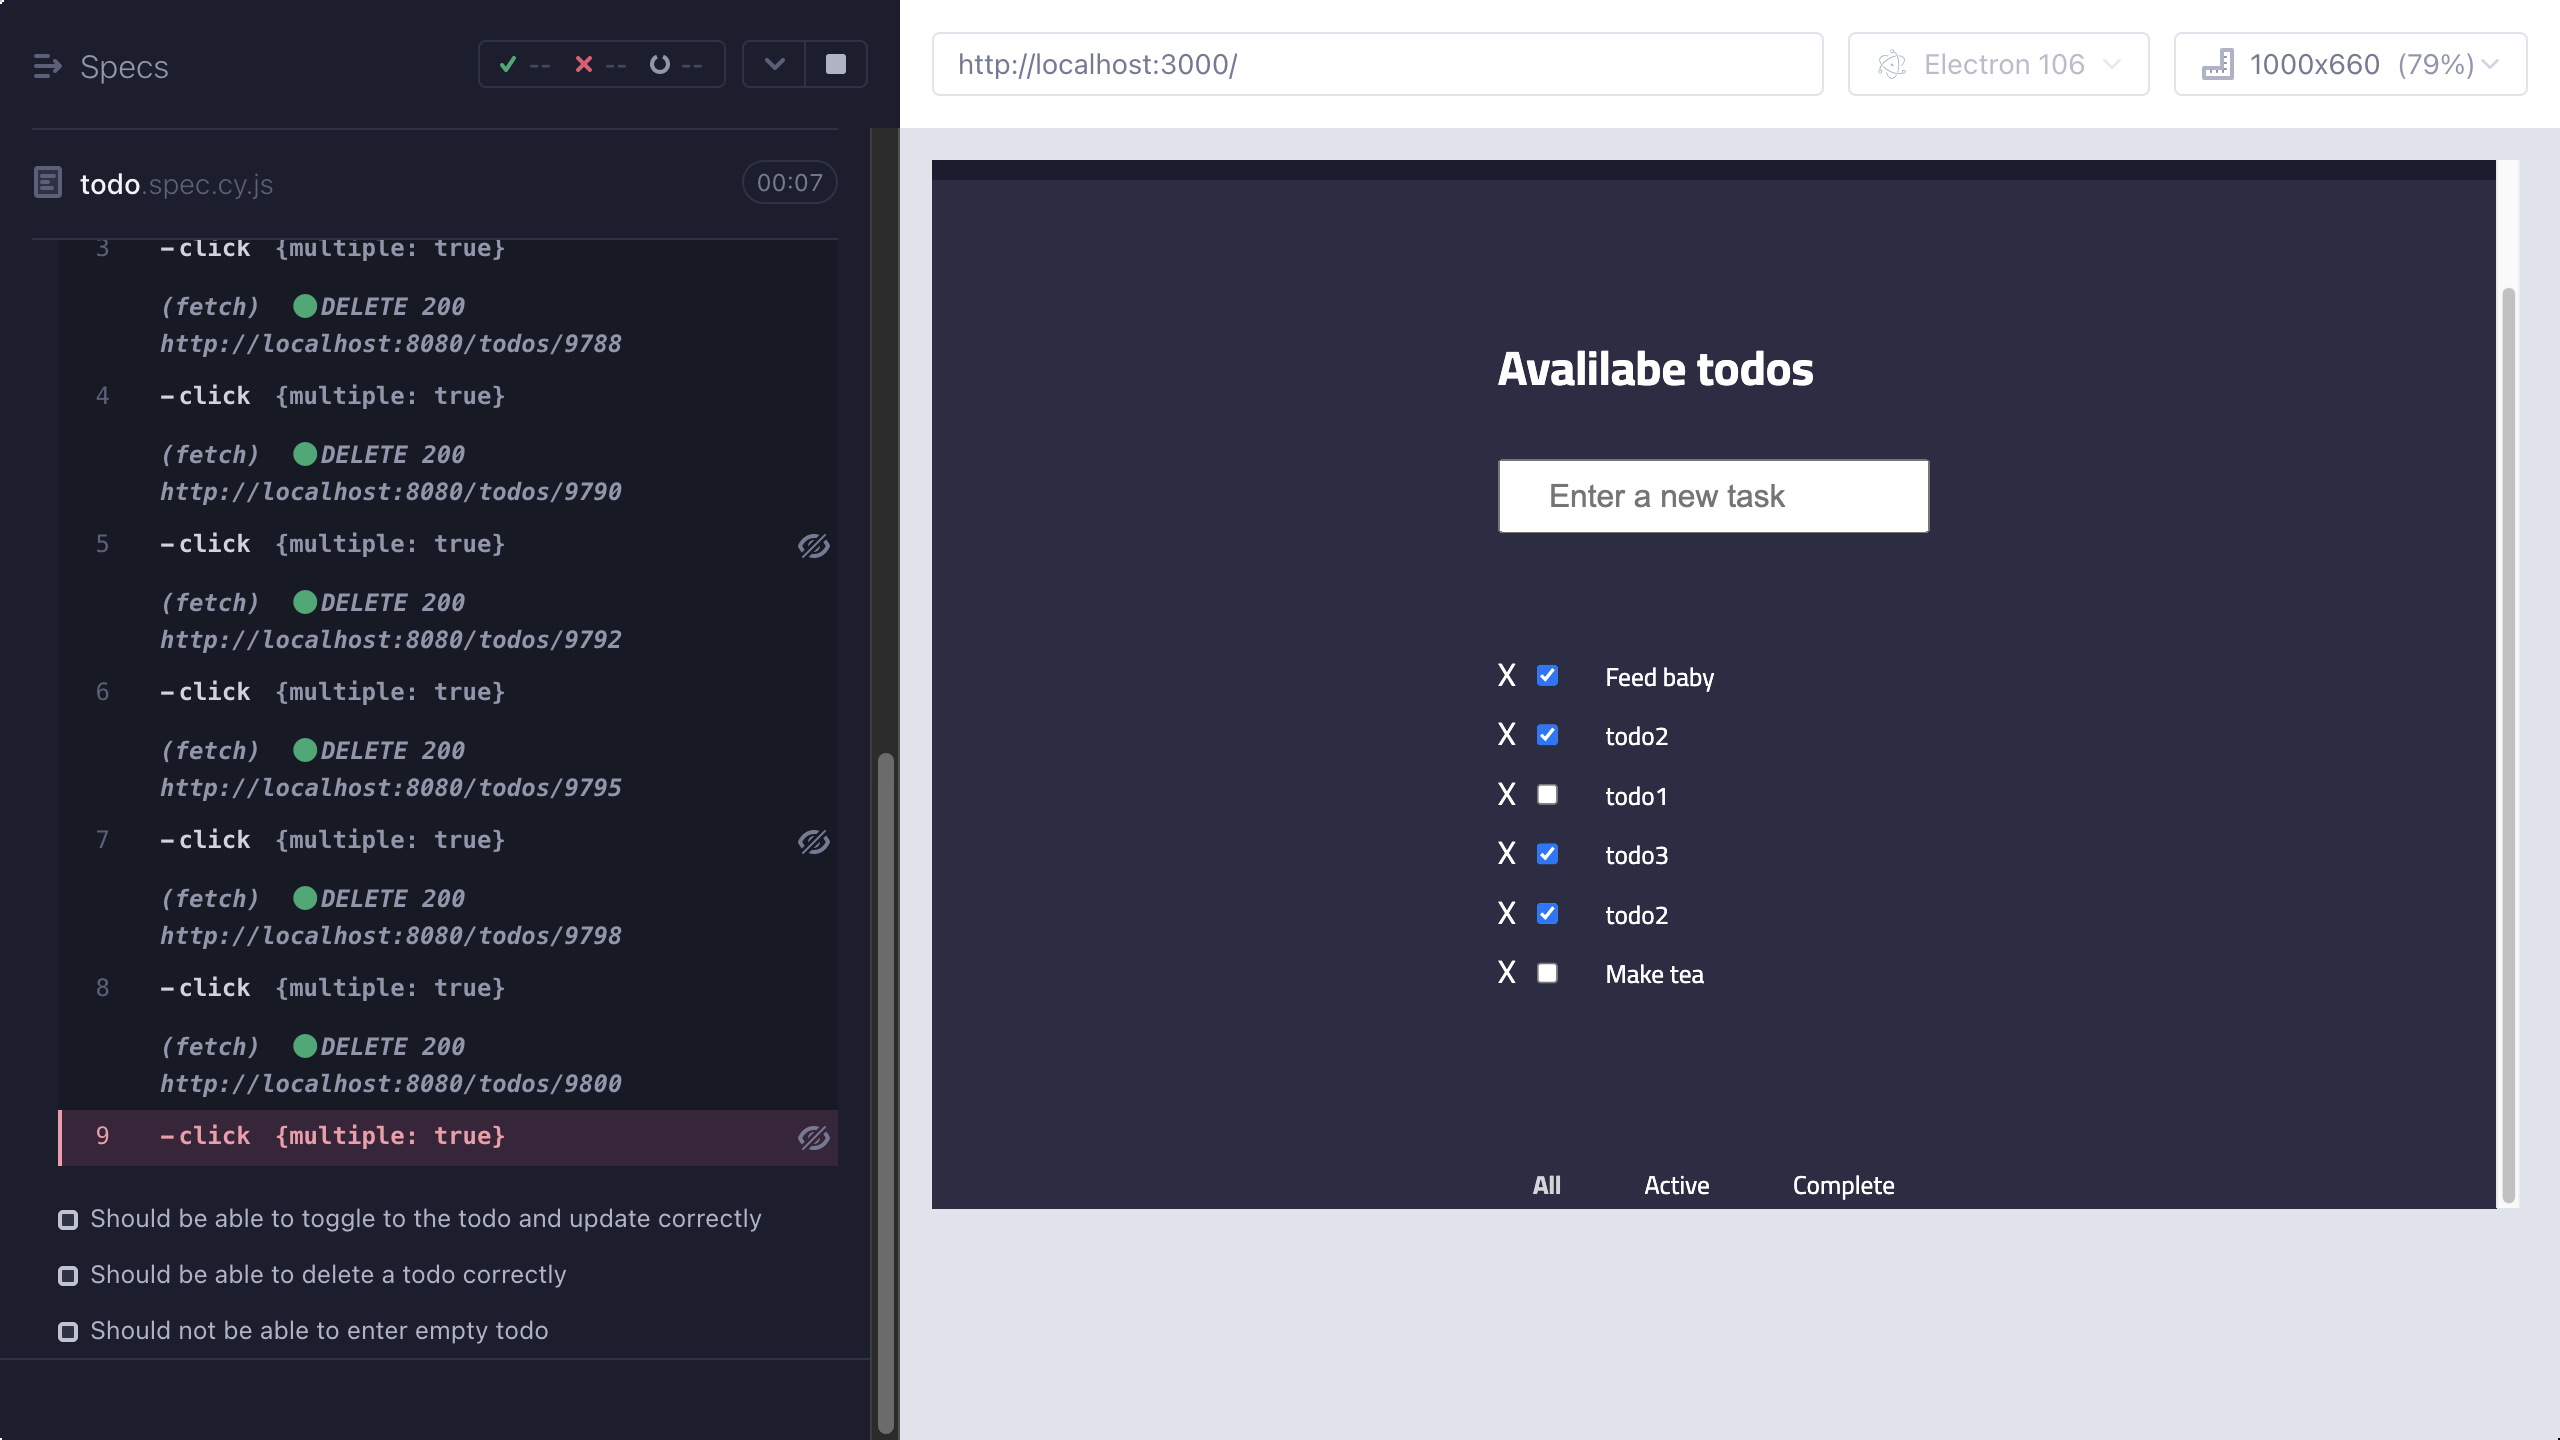 Specs
-- -- --
todo.spec.cy.js
00:07
3 -click {multiple: true}
(fetch) DELETE 200
http://localhost:8080/todos/9788
4 -click {multiple: true}
(fetch) DELETE 200
http://localhost:8080/todos/9790
5 -click {multiple: true}
(fetch) DELETE 200
http://localhost:8080/todos/9792
6 -click {multiple: true}
(fetch) DELETE 200
http://localhost:8080/todos/9795
7 -click {multiple: true}
(fetch) DELETE 200
http://localhost:8080/todos/9798
8 -click {multiple: true}
(fetch) DELETE 200
http://localhost:8080/todos/9800
9 -click {multiple: true}
Should be able to toggle to the todo and update correctly
Should be able to delete a todo correctly
Should not be able to enter empty todo
http://localhost:3000/
Electron 106
1000x660 (79%)
Avalilabe todos
Enter a new task
X Feed baby
X todo2
X todo1
X todo3
X todo2
X Make tea
All Active Complete